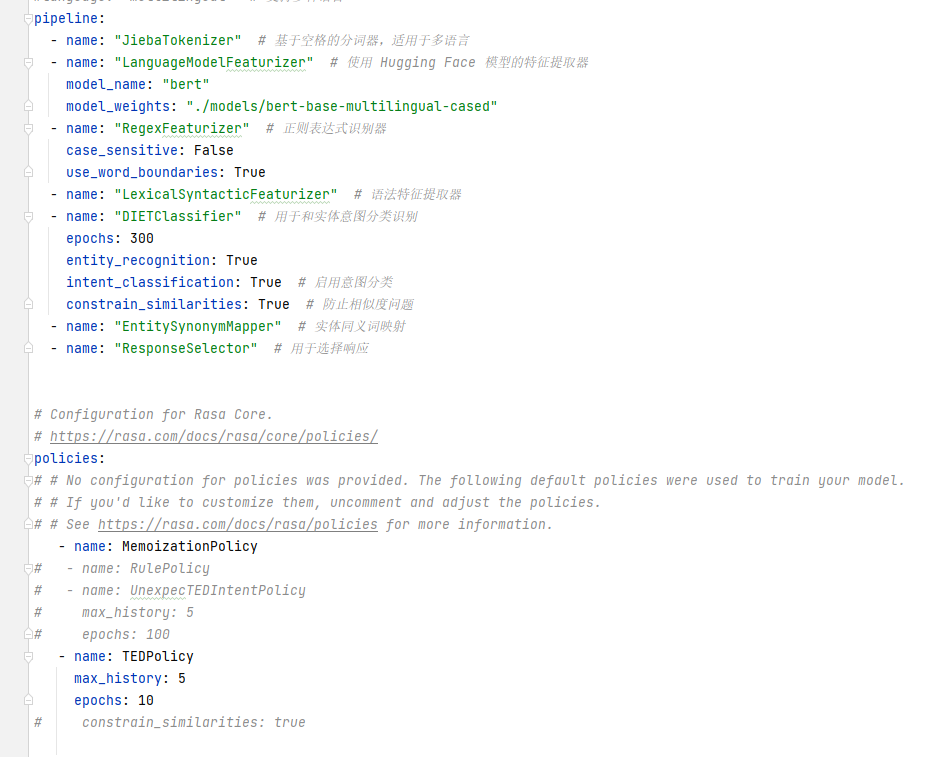 pipeline:
- name: "JiebaTokenizer"  # 基于空格的分词器，适用于多语言
- name: "LanguageModelFeaturizer"  # 使用 Hugging Face 模型的特征提取器
model_name: "bert"
model_weights: "./models/bert-base-multilingual-cased"
- name: "RegexFeaturizer"  # 正则表达式识别器
case_sensitive: False
use_word_boundaries: True
- name: "LexicalSyntacticFeaturizer"  # 语法特征提取器
- name: "DIETClassifier"  # 用于和实体意图分类识别
epochs: 300
entity_recognition: True
intent_classification: True  # 启用意图分类
constrain_similarities: True  # 防止相似度问题
- name: "EntitySynonymMapper"  # 实体同义词映射
- name: "ResponseSelector"  # 用于选择响应
# Configuration for Rasa Core.
# https://rasa.com/docs/rasa/core/policies/
policies:
# # No configuration for policies was provided. The following default policies were used to train your model.
# # If you'd like to customize them, uncomment and adjust the policies.
# # See https://rasa.com/docs/rasa/policies for more information.
- name: MemoizationPolicy
#   - name: RulePolicy
#   - name: UnexpecTEDIntentPolicy
#     max_history: 5
#     epochs: 100
- name: TEDPolicy
max_history: 5
epochs: 10
#     constrain_similarities: true